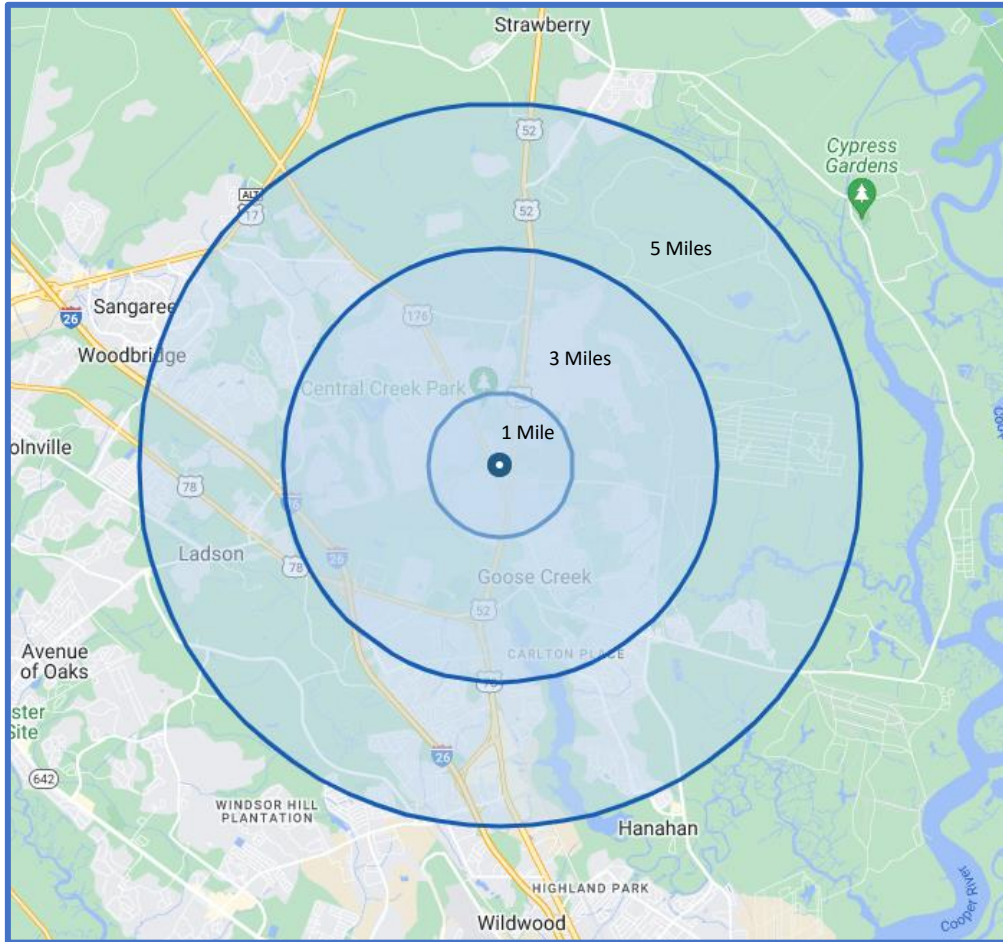 Strawberry
52
Cypress
Gardens
ALT
17
52
5 Miles
Sangaree
26
176
Woodbridge
3 Miles
Central Creek Park
1 Mile
olnville
78
26
Ladson
78
Goose Creek
52
Avenue
of Oaks
CARLTON PLACE
ster
Site
26
642
WINDSOR HILL
PLANTATION
Hanahan
HIGHLAND PARK
Wildwood
Cooper River